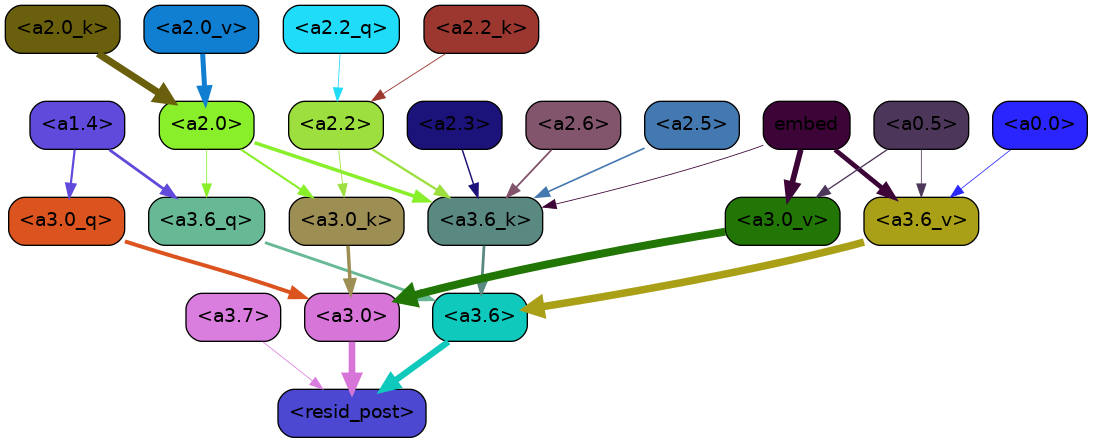 <a2.0_k> <a2.0_v> <a2.2_q> <a2.2_k>
<a1.4> <a2.0> <a2.2> <a2.3> <a2.6> <a2.5> embed <a0.5> <a0.0>
<a3.0_q> <a3.6_q> <a3.0_k> <a3.6_k> <a3.0_v> <a3.6_v>
<a3.7> <a3.0> <a3.6>
<resid_post>